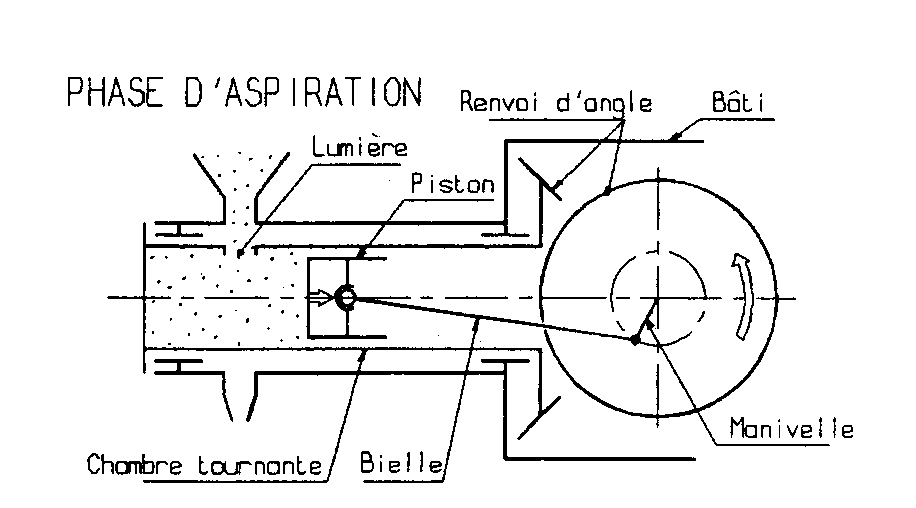 PHASE D'ASPIRATION
Renvoi d'angle
Bâti
Lumière
Piston
Manivelle
Chambre tournante
Bielle